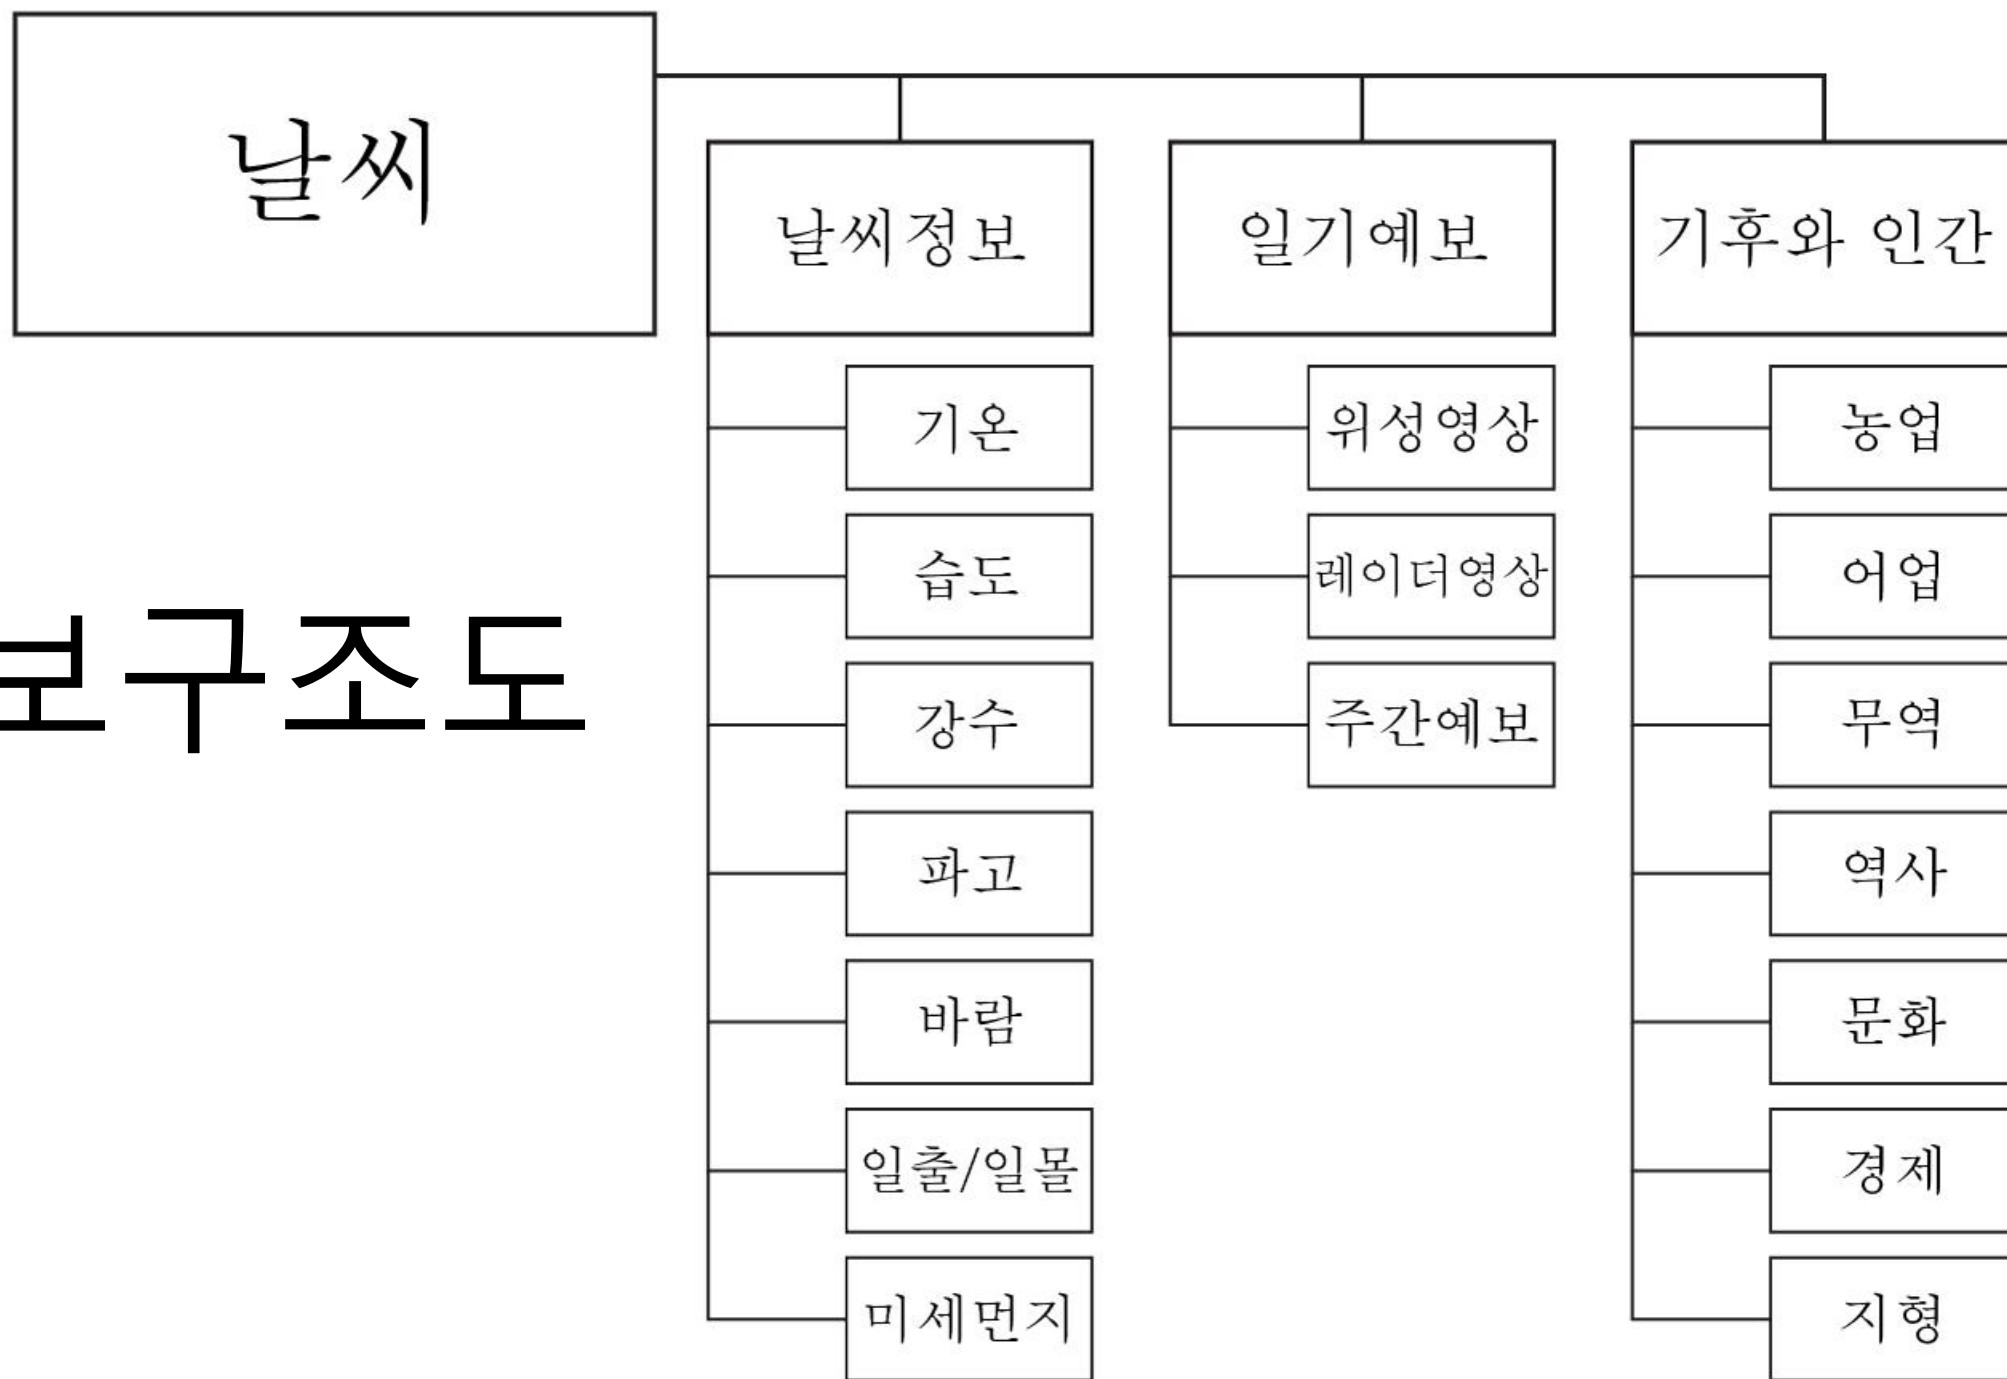 날씨
날씨정보
기온
습도
강수
파고
바람
일출/일몰
미세먼지
일기예보
위성영상
레이더영상
주간예보
기후와 인간
농업
어업
무역
역사
문화
경제
지형
보구조도